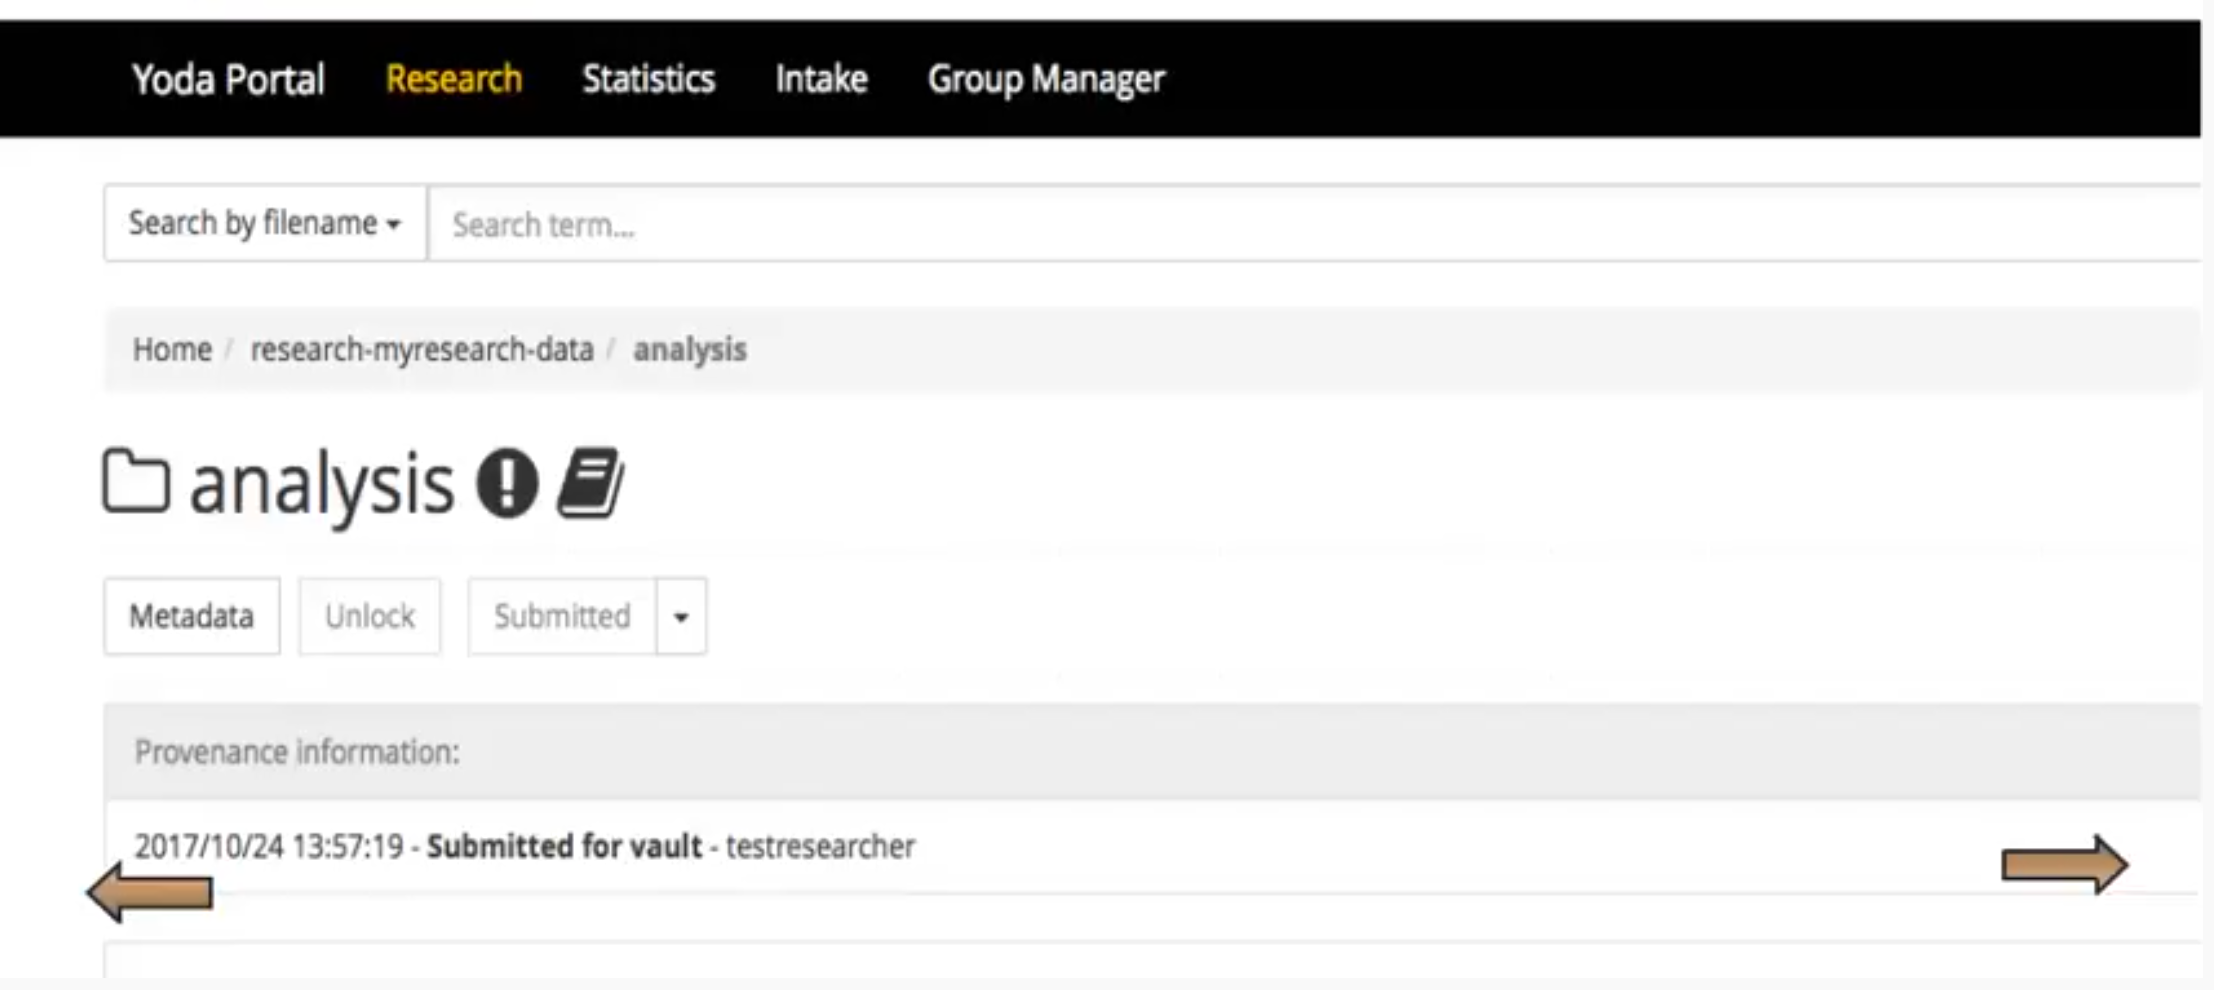 Yoda Portal Research Statistics Intake Group Manager
Search by filename Search term...
Home / research-myresearch-data / analysis
analysis
Metadata Unlock Submitted
Provenance information:
2017/10/24 13:57:19 - Submitted for vault - testresearcher